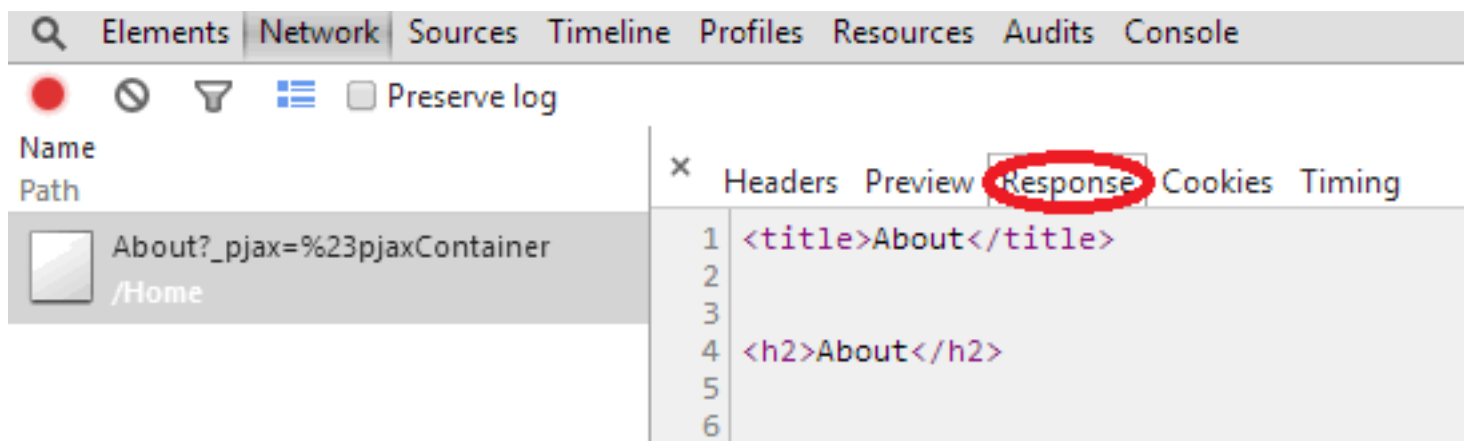 Elements Network Sources Timeline Profiles Resources Audits Console
Preserve log
Name
Path
About?_pjax=%23pjaxContainer
/Home
× Headers Preview Response Cookies Timing
1 <title>About</title>
2
3
4 <h2>About</h2>
5
6